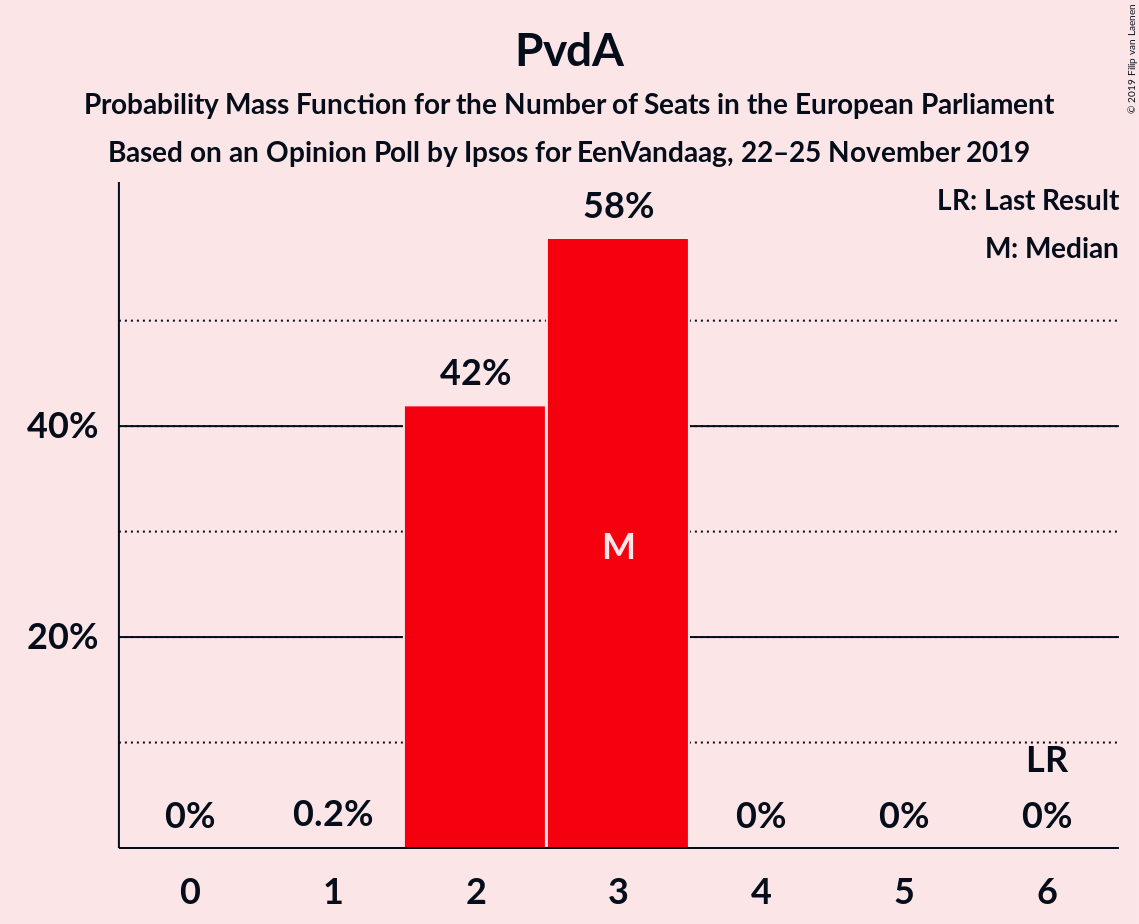 PvdA
Probability Mass Function for the Number of Seats in the European Parliament
Based on an Opinion Poll by Ipsos for EenVandaag, 22–25 November 2019
© 2019 Filip van Laenen
LR: Last Result
M: Median
58%
42%
40%
M
20%
LR
0%
0.2%
0%
0%
0%
0
1
2
3
4
5
6